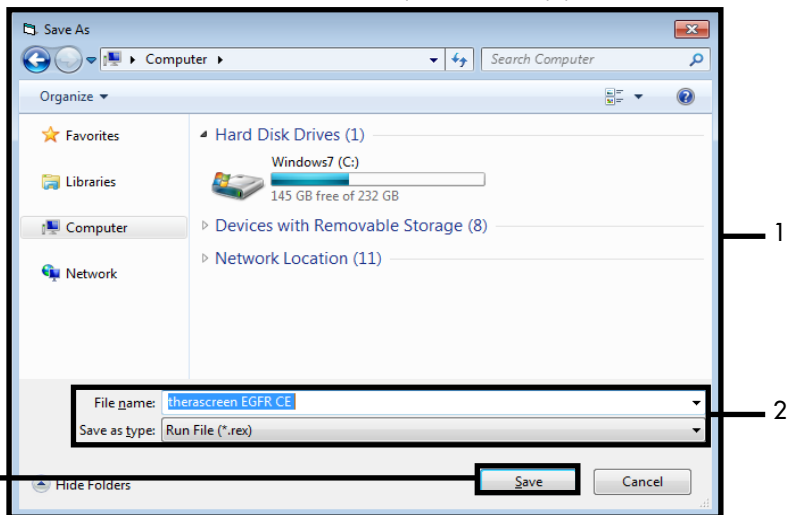 Save As
Computer
Search Computer
Organize
Favorites
Hard Disk Drives (1)
Windows7 (C:)
Libraries
145 GB free of 232 GB
Computer
Devices with Removable Storage (8)
1
Network Location (11)
Network
File name: therascreen EGFR CE
2
Save as type: Run File (*.rex)
Hide Folders
Save
Cancel